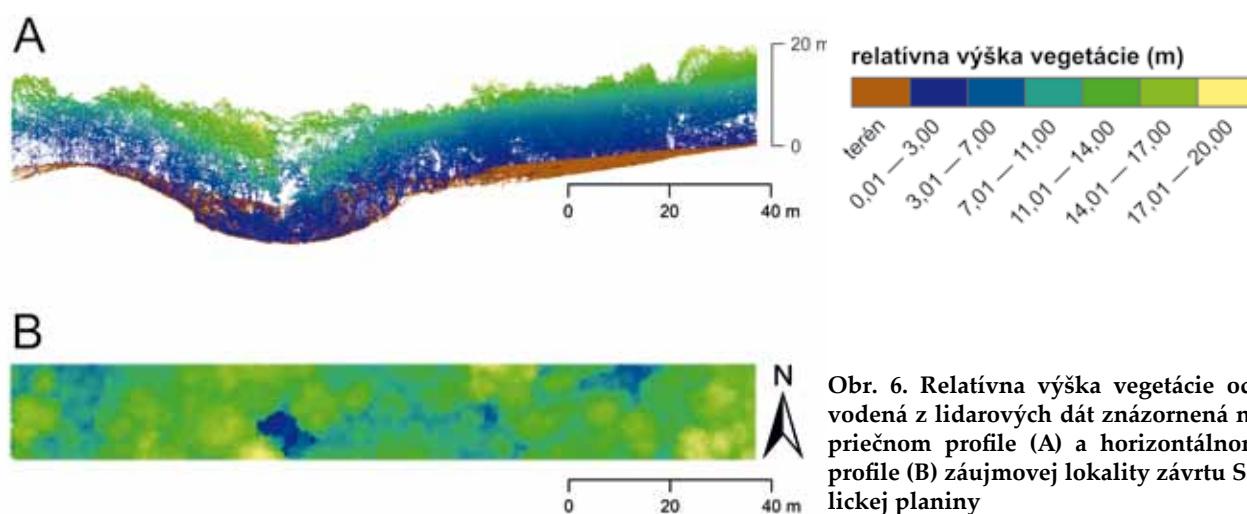 A
20 m
0
0 20 40 m
relatívna výška vegetácie (m)
terén
0,01 — 3,00
3,01 — 7,00
7,01 — 11,00
11,01 — 14,00
14,01 — 17,00
17,01 — 20,00
B
N
0 20 40 m
Obr. 6. Relatívna výška vegetácie
vodená z lidarových dát znázornená
priečnom profile (A) a horizontálnom
profile (B) záujmovej lokality závrtu
lickej planiny